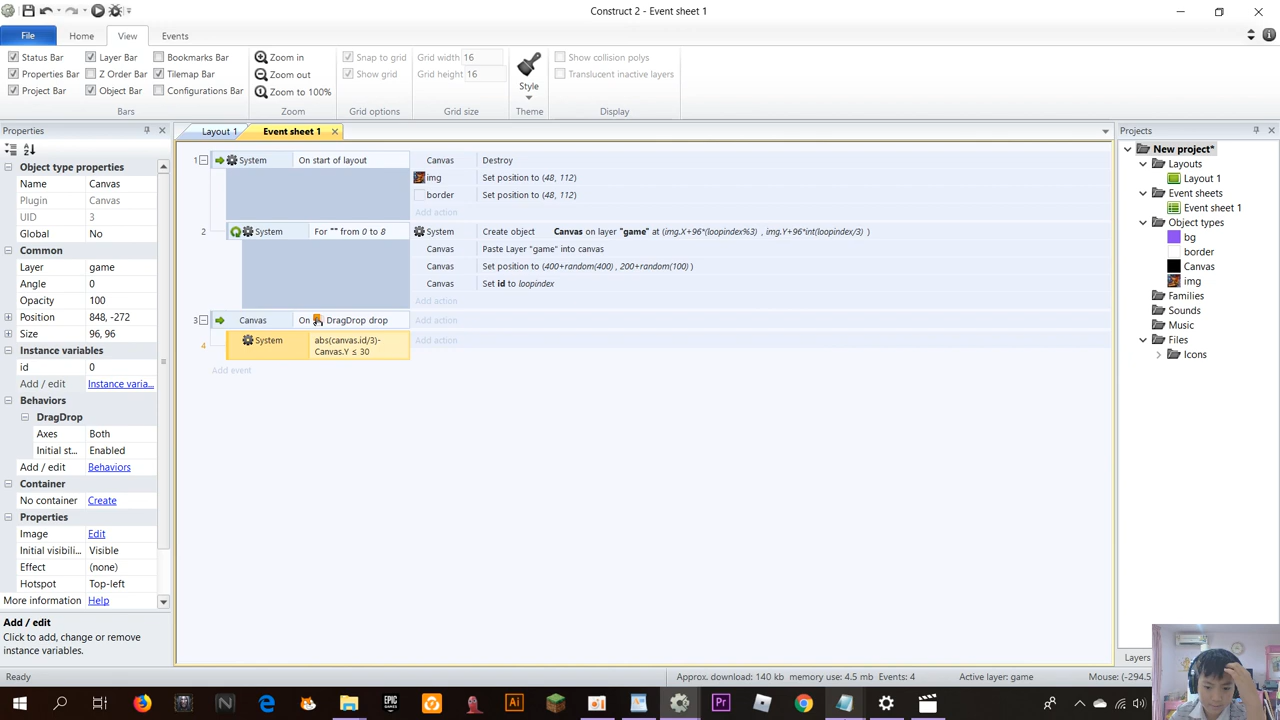 Construct 2 - Event sheet 1
File Home View Events
Status Bar Layer Bar Bookmarks Bar Zoom in Snap to grid Grid width 16 Show collision polys
Properties Bar Z Order Bar Tilemap Bar Zoom out Show grid Grid height 16 Translucent inactive layers
Project Bar Object Bar Configurations Bar Zoom to 100% Style
Bars Zoom Grid options Grid size Theme Display
Properties
Layout 1 Event sheet 1
Projects
Object type properties
Name Canvas
Plugin Canvas
UID 3
Global No
Common
Layer game
Angle 0
Opacity 100
Position 848, -272
Size 96, 96
Instance variables
id 0
Add / edit Instance varia...
Behaviors
DragDrop
Axes Both
Initial st... Enabled
Add / edit Behaviors
Container
No container Create
Properties
Image Edit
Initial visibili... Visible
Effect (none)
Hotspot Top-left
More information Help
Add / edit
Click to add, change or remove
instance variables.
1 System On start of layout Canvas Destroy
img Set position to (48, 112)
border Set position to (48, 112)
Add action
2 System For "" from 0 to 8 System Create object Canvas on layer "game" at (img.X+96*(loopindex%3) , img.Y+96*int(loopindex/3) )
Canvas Paste Layer "game" into canvas
Canvas Set position to (400+random(400) , 200+random(100) )
Canvas Set id to loopindex
Add action
3 Canvas On DragDrop drop Add action
4 System abs(canvas.id/3)- Add action
Canvas.Y ≤ 30
Add event
New project*
Layouts
Layout 1
Event sheets
Event sheet 1
Object types
bg
border
Canvas
img
Families
Sounds
Music
Files
Icons
Layers
Ready Approx. download: 140 kb memory use: 4.5 mb Events: 4 Active layer: game Mouse: (-294.5